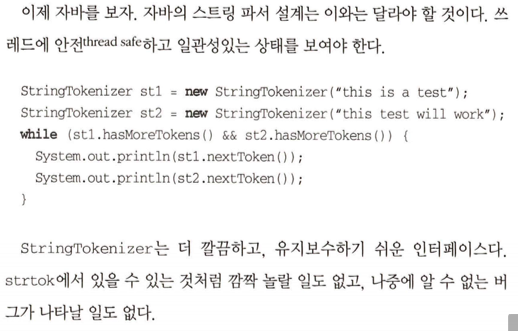 이제 자바를 보자. 자바의 스트링 파서 설계는 이와는 달라야 할 것이다. 쓰
레드에 안전thread safe하고 일관성있는 상태를 보여야 한다.
StringTokenizer st1 = new StringTokenizer("this is a test");
StringTokenizer st2 = new StringTokenizer("this test will work");
while (st1.hasMoreTokens() && st2.hasMoreTokens()) {
System.out.println(st1.nextToken());
System.out.println(st2.nextToken());
}
StringTokenizer는 더 깔끔하고, 유지보수하기 쉬운 인터페이스다.
strtok에서 있을 수 있는 것처럼 깜짝 놀랄 일도 없고, 나중에 알 수 없는 버
그가 나타날 일도 없다.